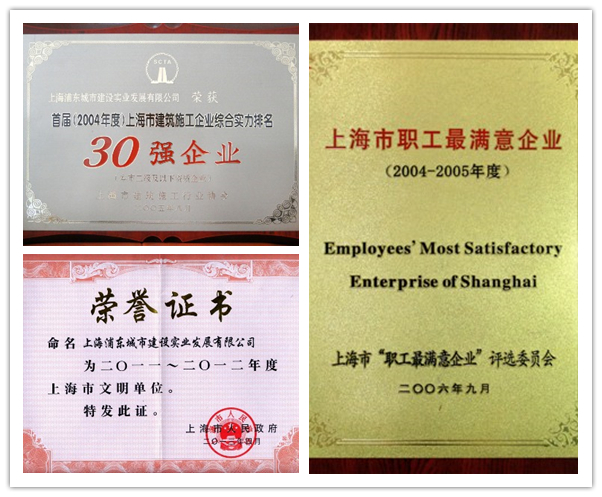 SCTA
上海浦东城市建设实业发展有限公司 荣获
首届(2004年度)上海市建筑施工企业综合实力排名
30强企业
荣誉证书
命名 上海浦东城市建设实业发展有限公司
为二〇一一~二〇一二年度
上海市文明单位。
特发此证。
上海市人民政府
上海市职工最满意企业
(2004-2005年度)
Employees' Most Satisfactory
Enterprise of Shanghai
上海市“职工最满意企业”评选委员会
二〇〇六年九月